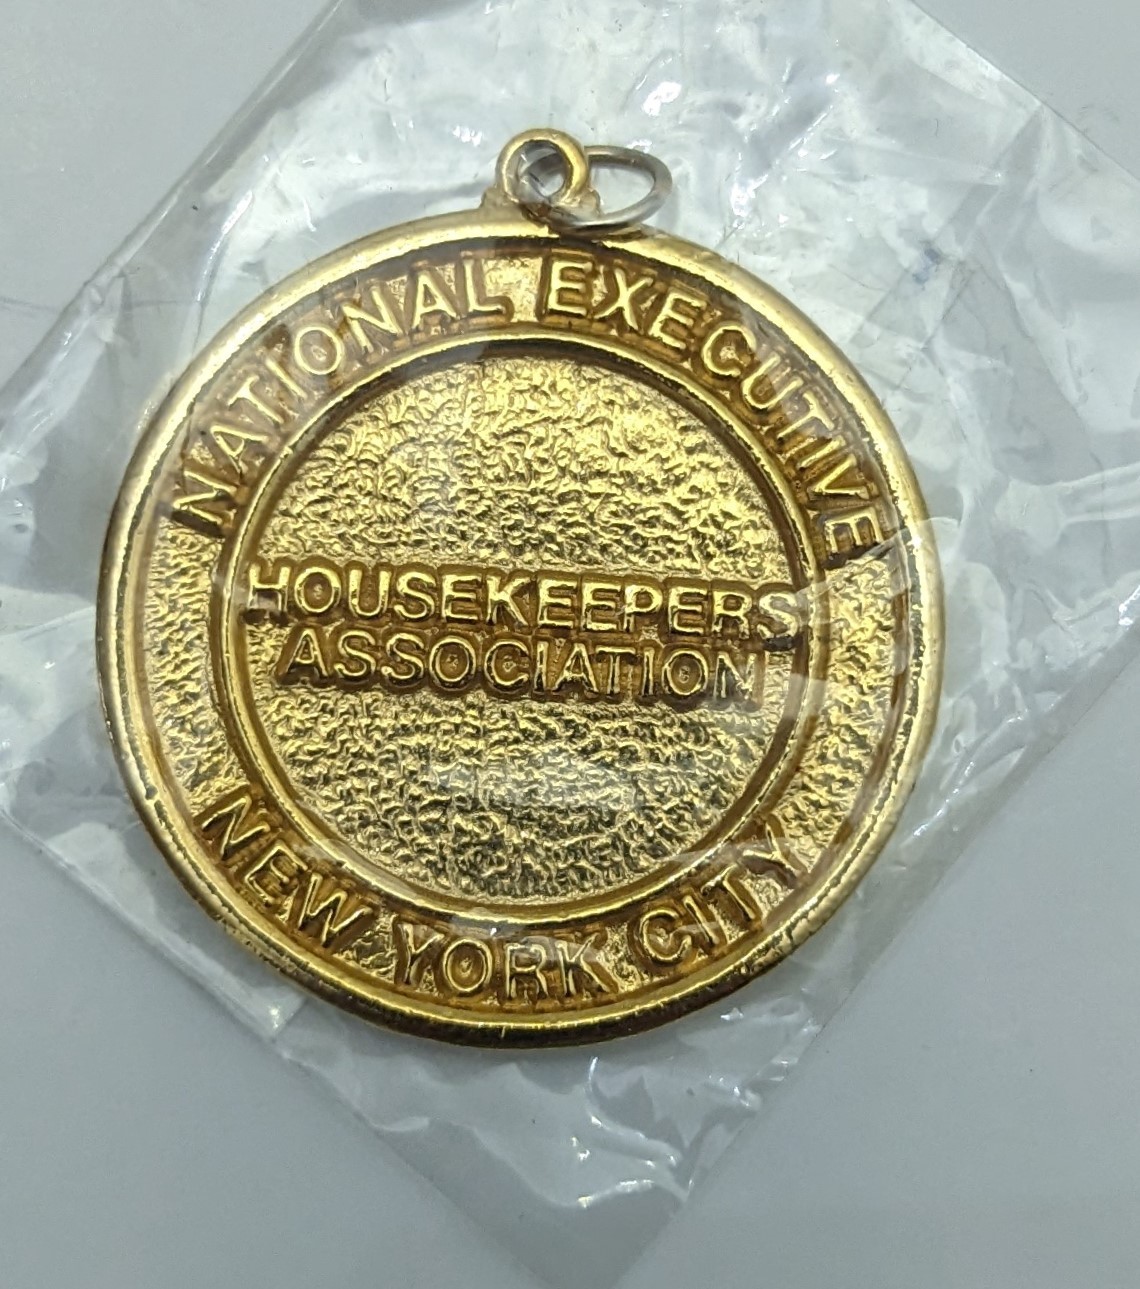 NATIONAL EXECUTIVE
HOUSEKEEPERS
ASSOCIATION
NEW YORK CITY